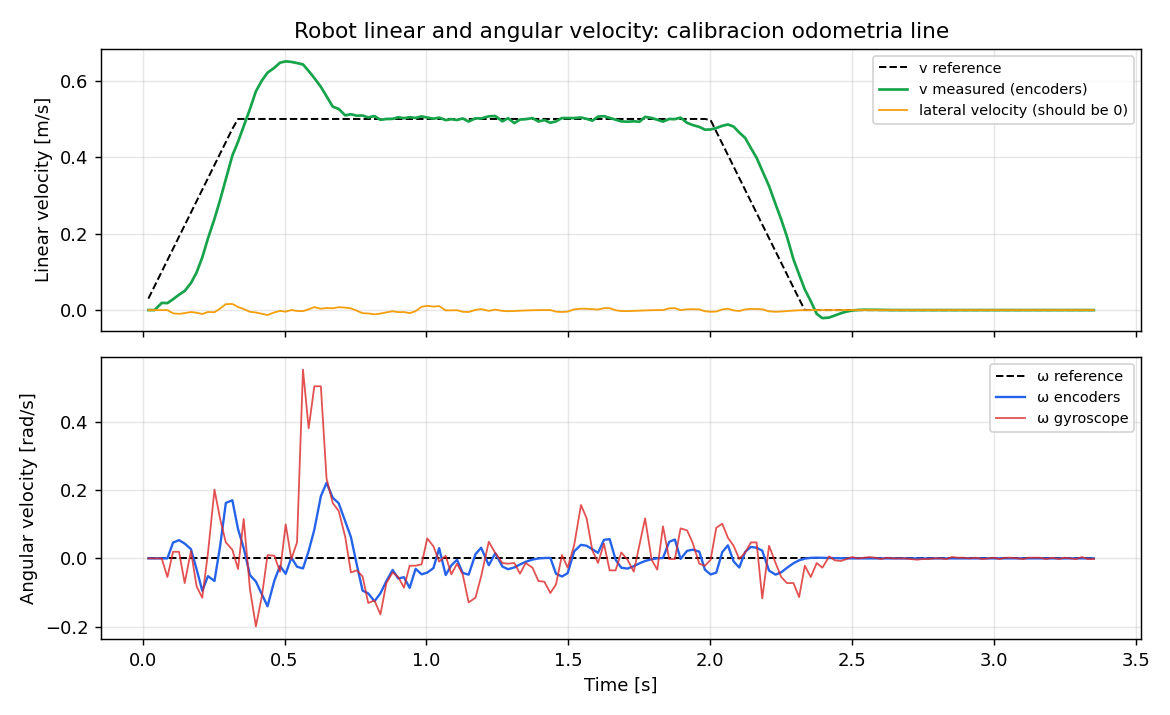 Robot linear and angular velocity: calibracion odometria line
Linear velocity [m/s]
0.6
0.4
0.2
0.0
v reference
v measured (encoders)
lateral velocity (should be 0)
Angular velocity [rad/s]
0.4
0.2
0.0
−0.2
ω reference
ω encoders
ω gyroscope
0.0 0.5 1.0 1.5 2.0 2.5 3.0 3.5
Time [s]